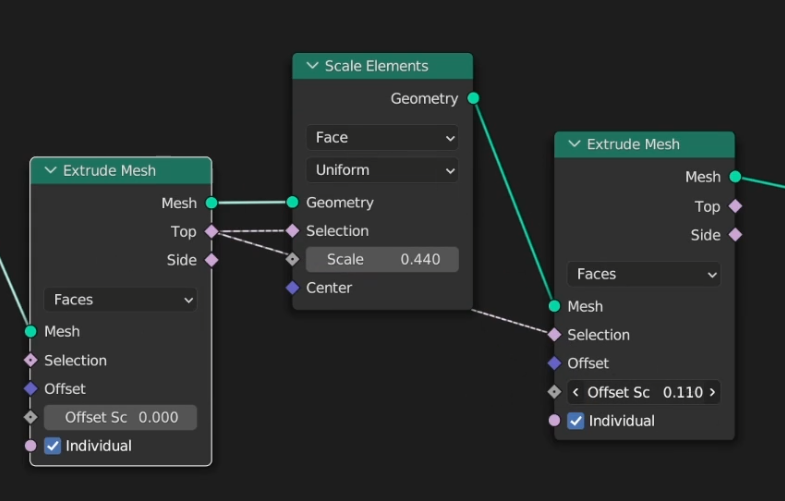 Extrude Mesh
Mesh
Top
Side
Faces
Mesh
Selection
Offset
Offset Sc 0.000
Individual
Scale Elements
Geometry
Face
Uniform
Geometry
Selection
Scale 0.440
Center
Extrude Mesh
Mesh
Top
Side
Faces
Mesh
Selection
Offset
Offset Sc 0.110
Individual